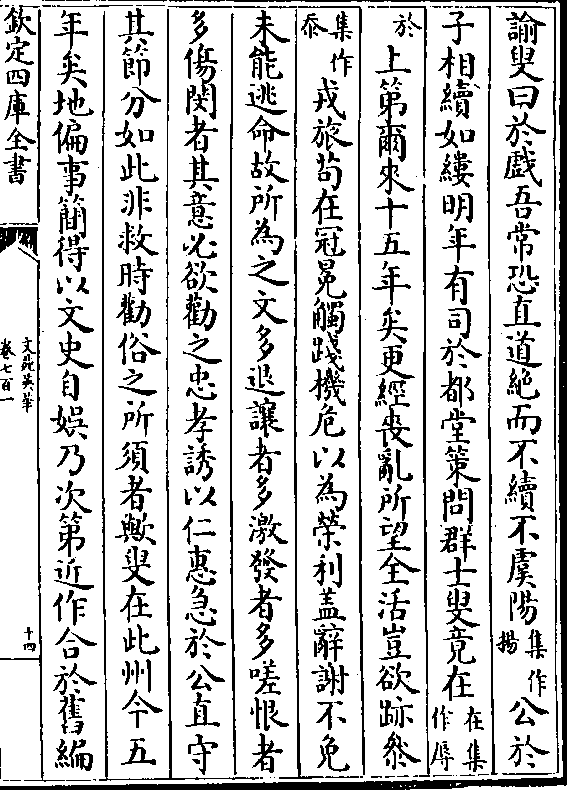 諭叟曰於戲吾常恐直道絶而不續不虞陽集作揚公於
子相續如縷明年有司於都堂策問群士叟竟在在集作辱
於上第爾來十五年矣更經喪亂所望全活豈欲跡參
集作忝戎旅苟在冠冕觸踐機危以為榮利蓋辭謝不免
未能逃命故所為之文多退讓者多激發者多嗟恨者
多傷閔者其意必欲勸之忠孝誘以仁惠急於公直守
其節分如此非救時勸俗之所須者歟叟在此州今五
年矣地偏事簡得以文史自娛乃次第近作合於舊編
欽定四庫全書
文苑英華
卷七百一
十四